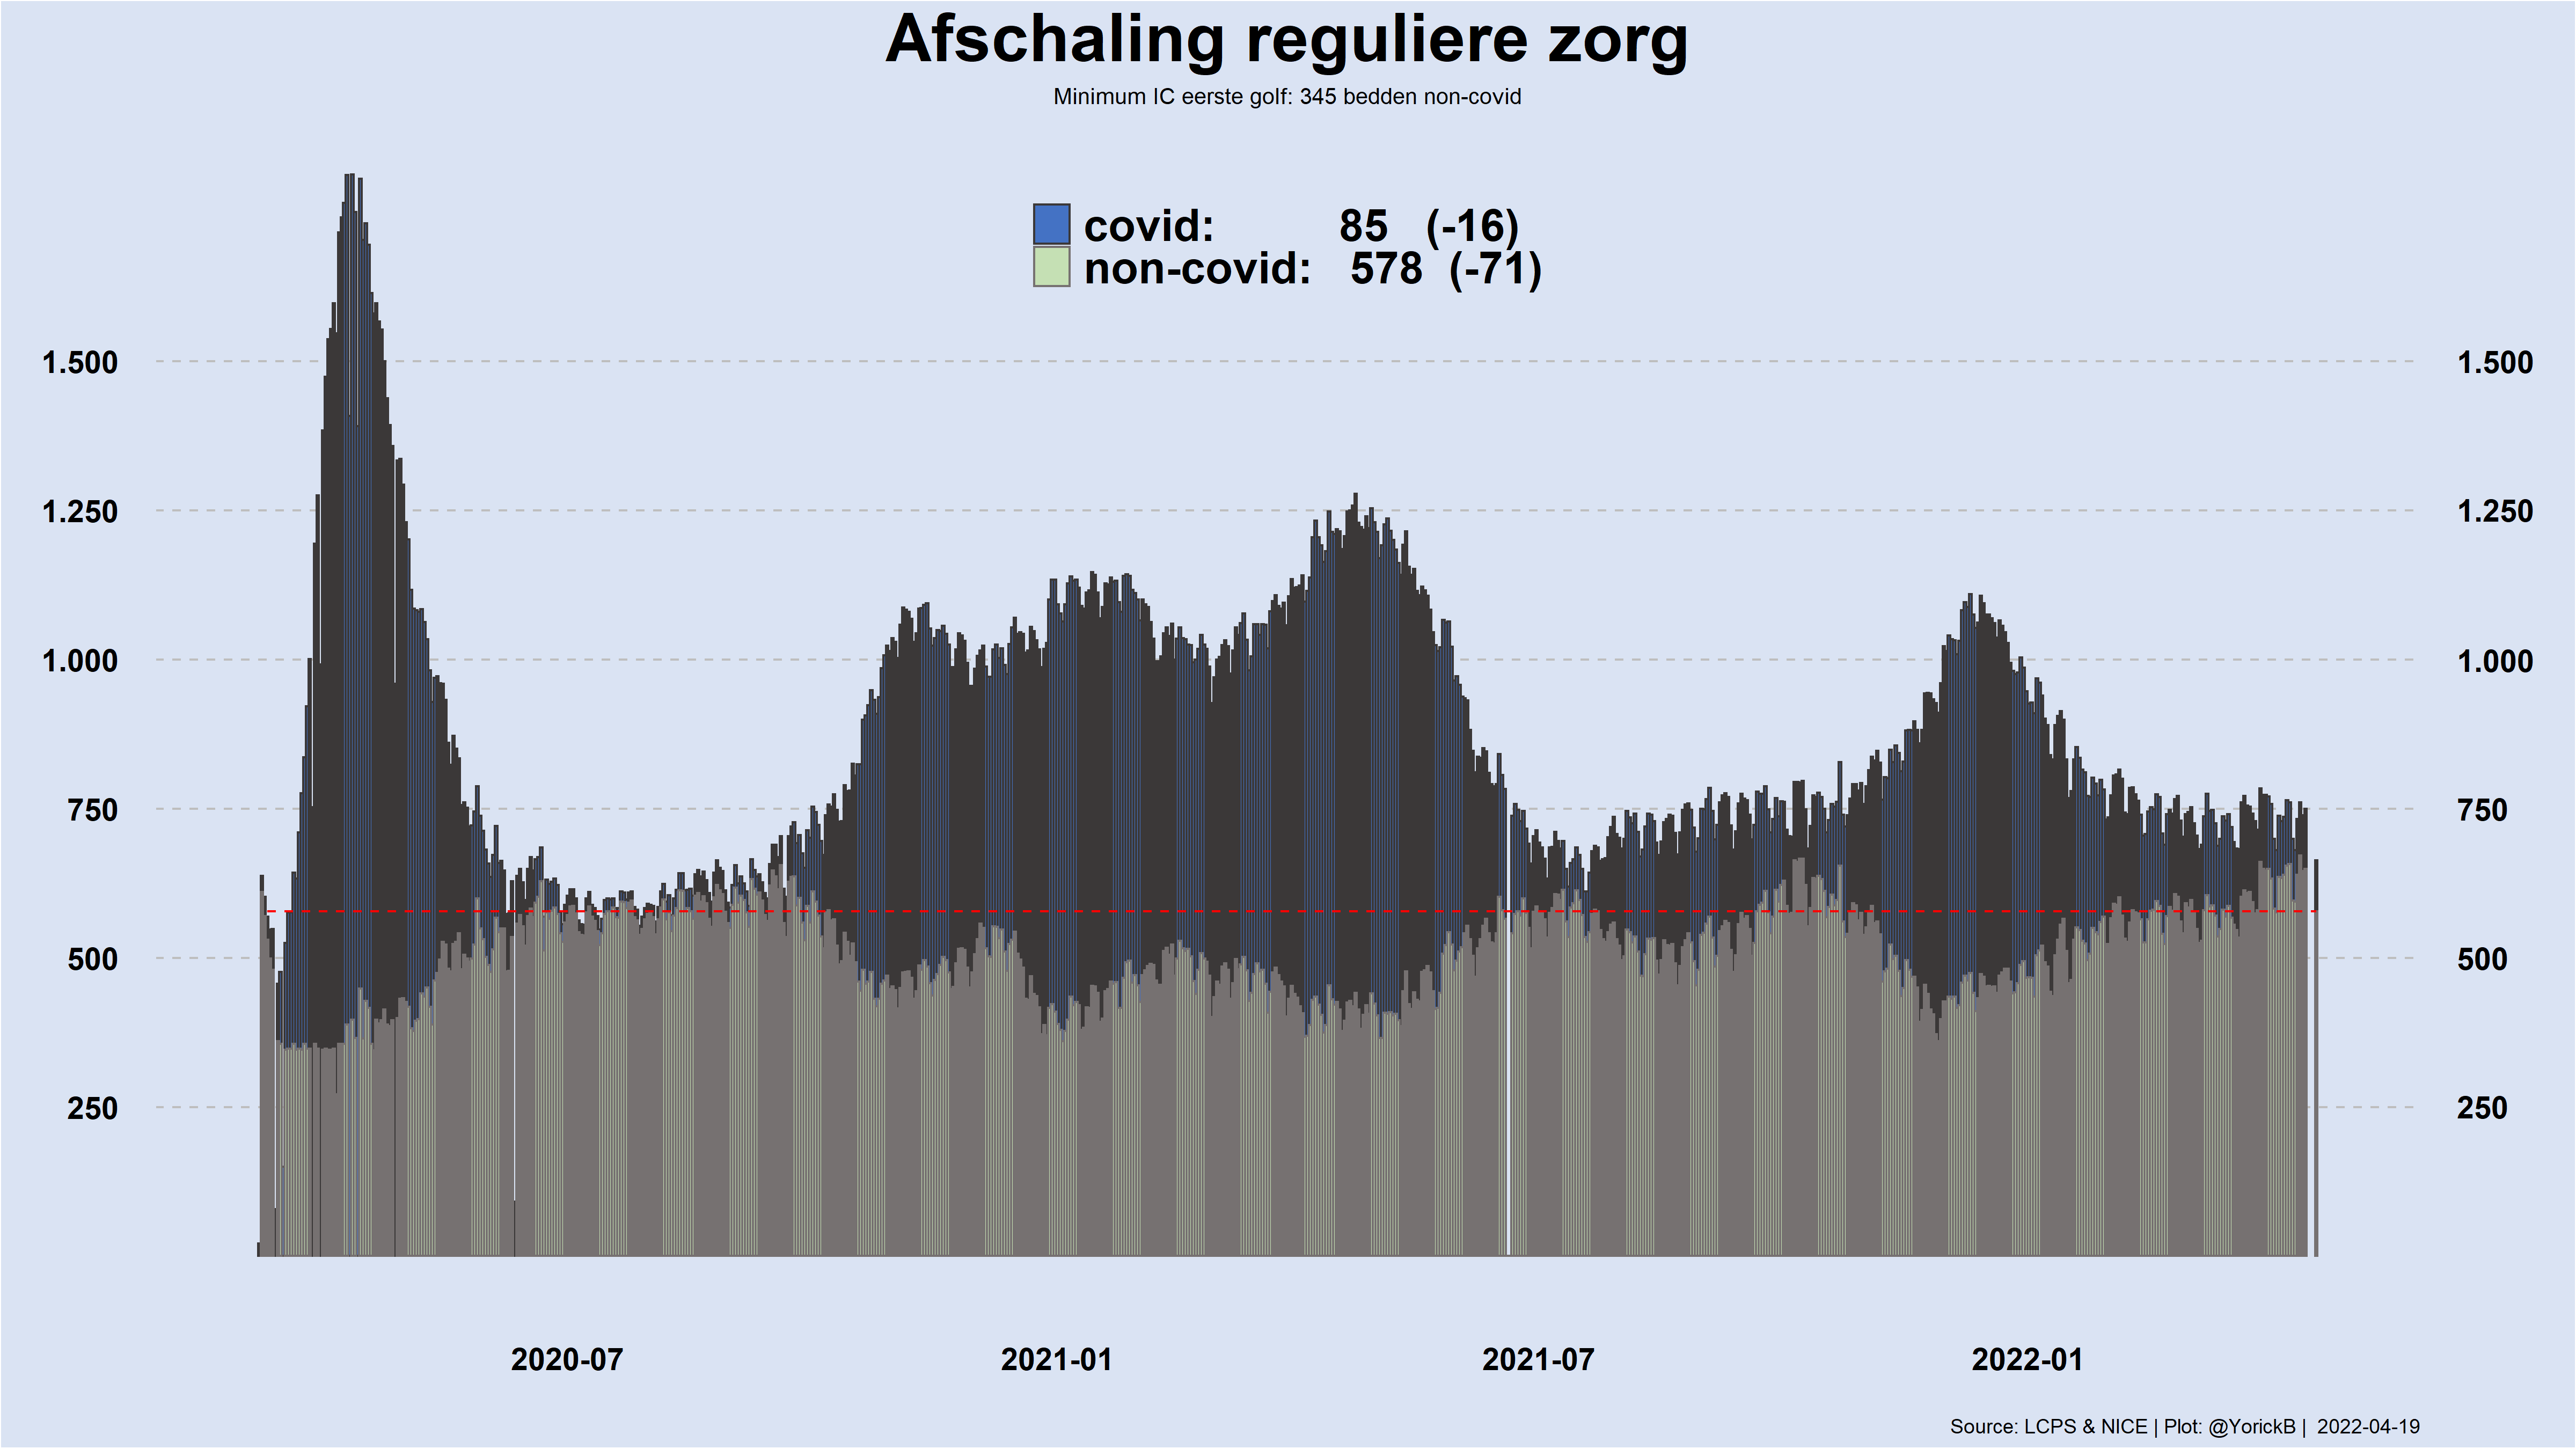 Afschaling reguliere zorg
Minimum IC eerste golf: 345 bedden non-covid
covid: 85 (-16)
non-covid: 578 (-71)
1.500 1.500
1.250 1.250
1.000 1.000
750 750
500 500
250 250
2020-07 2021-01 2021-07 2022-01
Source: LCPS & NICE | Plot: @YorickB | 2022-04-19